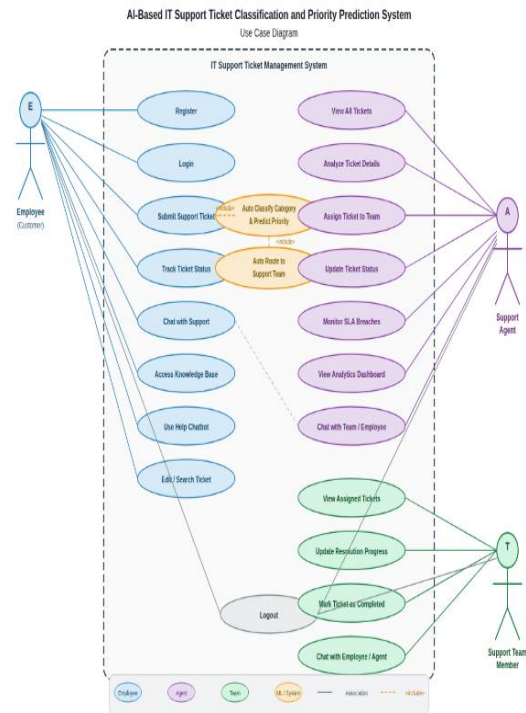 AI-Based IT Support Ticket Classification and Priority Prediction System
Use Case Diagram
IT Support Ticket Management System
E
Employee
(Customer)
Register
Login
Submit Support Ticket
Track Ticket Status
Chat with Support
Access Knowledge Base
Use Help Chatbot
Edit / Search Ticket
«include»
Auto Classify Category
& Predict Priority
«include»
Auto Route to
Support Team
View All Tickets
Analyze Ticket Details
Assign Ticket to Team
Update Ticket Status
Monitor SLA Breaches
View Analytics Dashboard
Chat with Team / Employee
A
Support
Agent
View Assigned Tickets
Update Resolution Progress
Mark Ticket as Completed
Chat with Employee / Agent
T
Support Team
Member
Logout
Employee
Agent
Team
ML / System
Association
«include»